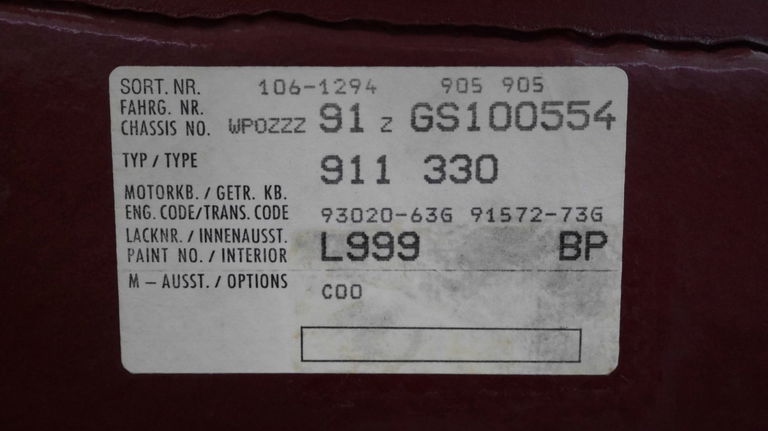 SORT. NR. 106-1294 905 905
FAHRG. NR.
CHASSIS NO. WPOZZZ 91 Z GS100554
TYP / TYPE 911 330
MOTORKB. / GETR. KB.
ENG. CODE/TRANS. CODE 93020-63G 91572-73G
LACKNR. / INNENAUSST.
PAINT NO. / INTERIOR L999 BP
M – AUSST. / OPTIONS C00